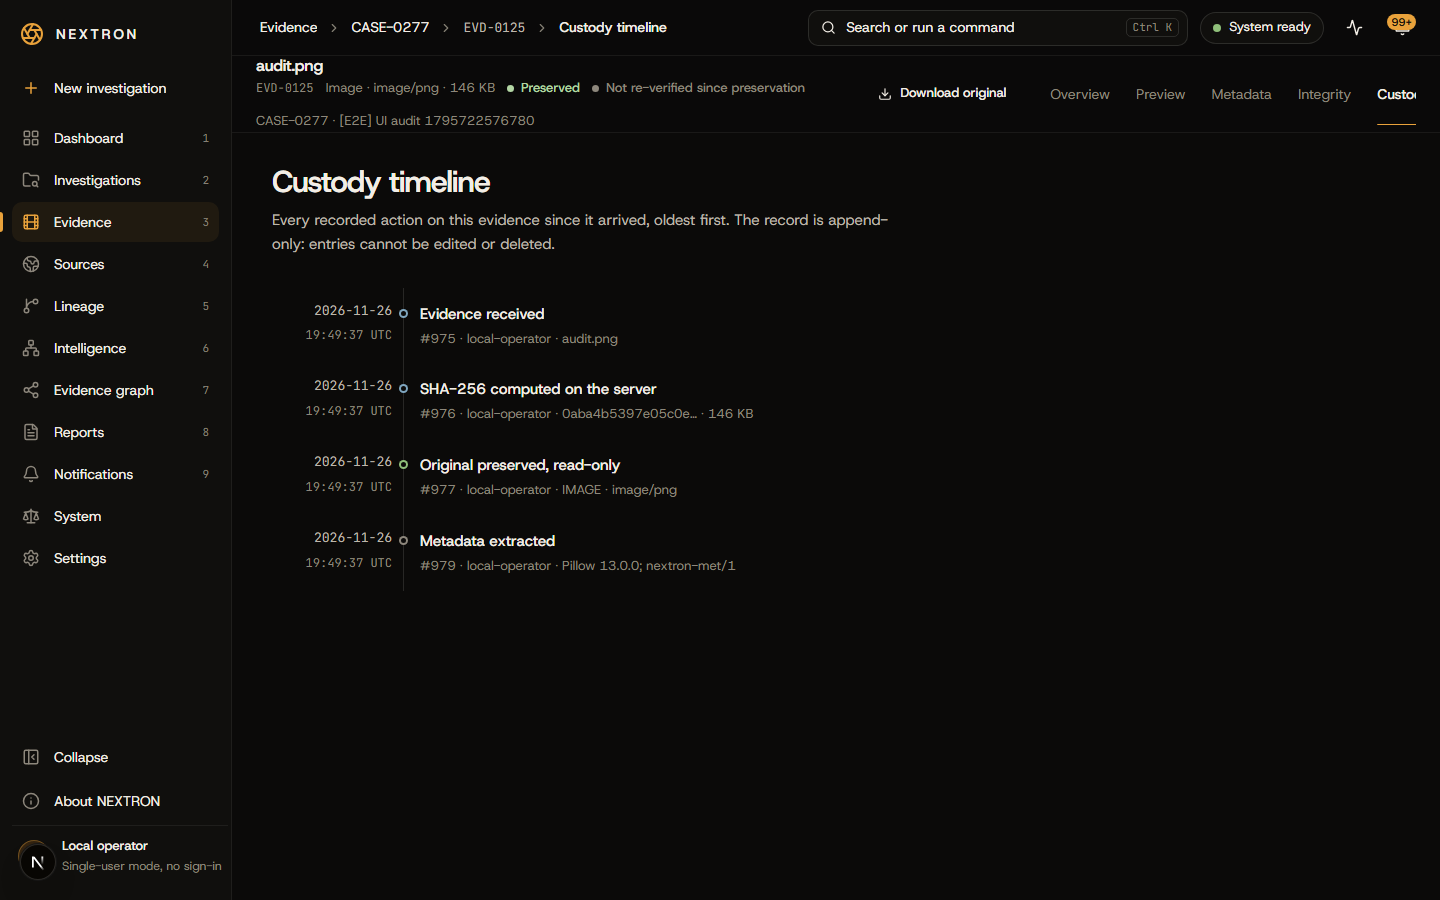 NEXTRON
Evidence > CASE-0277 > EVD-0125 > Custody timeline
Search or run a command
Ctrl K
System ready
99+
New investigation
Dashboard 1
Investigations 2
Evidence 3
Sources 4
Lineage 5
Intelligence 6
Evidence graph 7
Reports 8
Notifications 9
System
Settings
Collapse
About NEXTRON
N
Local operator
Single-user mode, no sign-in
audit.png
EVD-0125 Image · image/png · 146 KB Preserved Not re-verified since preservation
CASE-0277 · [E2E] UI audit 1795722576780
Download original
Overview Preview Metadata Integrity Custo
Custody timeline
Every recorded action on this evidence since it arrived, oldest first. The record is append-
only: entries cannot be edited or deleted.
2026-11-26 Evidence received
19:49:37 UTC #975 · local-operator · audit.png
2026-11-26 SHA-256 computed on the server
19:49:37 UTC #976 · local-operator · 0aba4b5397e05c0e… · 146 KB
2026-11-26 Original preserved, read-only
19:49:37 UTC #977 · local-operator · IMAGE · image/png
2026-11-26 Metadata extracted
19:49:37 UTC #979 · local-operator · Pillow 13.0.0; nextron-met/1